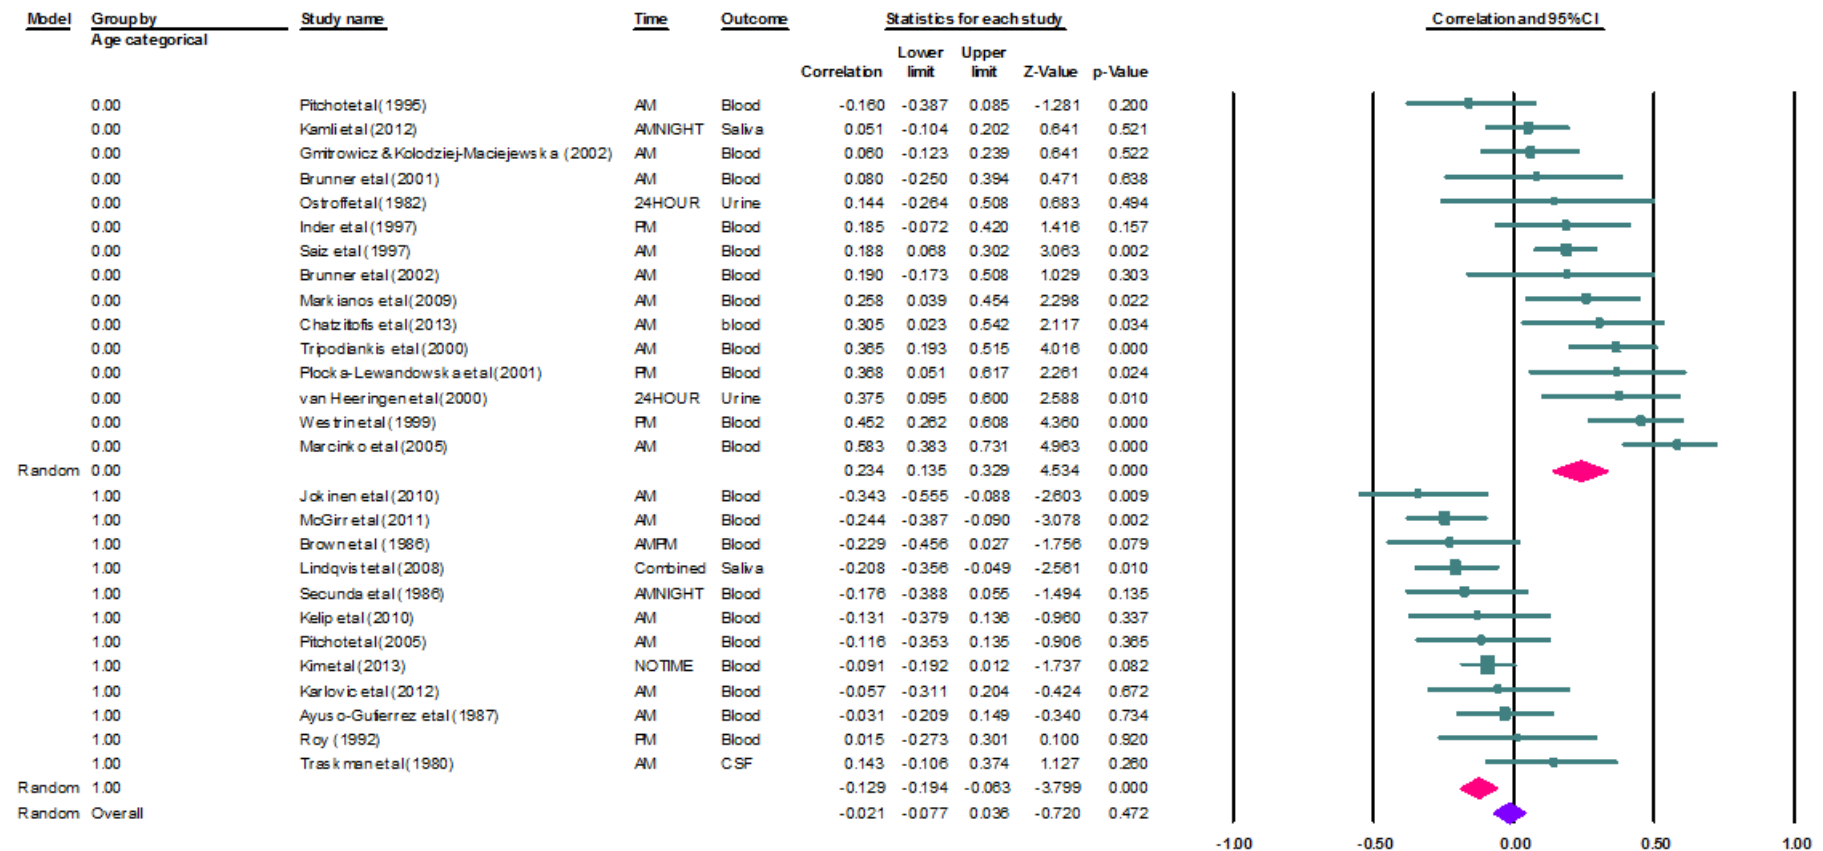 Model Group by Study name Time Outcome Statistics for each study Correlation and 95% CI
Age categorical
Lower Upper
Correlation limit limit Z-Value p-Value
0.00 Pitchot et al (1995) AM Blood -0.160 -0.387 0.085 -1.281 0.200
0.00 Kamli et al (2012) AMNIGHT Saliva 0.051 -0.104 0.202 0.641 0.521
0.00 Gmitrowicz & Kolodziej-Maciejewska (2002) AM Blood 0.060 -0.123 0.239 0.641 0.522
0.00 Brunner et al (2001) AM Blood 0.080 -0.250 0.394 0.471 0.638
0.00 Ostroff et al (1982) 24HOUR Urine 0.144 -0.264 0.508 0.683 0.494
0.00 Inder et al (1997) PM Blood 0.185 -0.072 0.420 1.416 0.157
0.00 Saiz et al (1997) AM Blood 0.188 0.068 0.302 3.063 0.002
0.00 Brunner et al (2002) AM Blood 0.190 -0.173 0.508 1.029 0.303
0.00 Markianos et al (2009) AM Blood 0.258 0.039 0.454 2.298 0.022
0.00 Chatzitofis et al (2013) AM blood 0.305 0.023 0.542 2.117 0.034
0.00 Tripodiankis et al (2000) AM Blood 0.365 0.193 0.515 4.016 0.000
0.00 Plocka-Lewandowska et al (2001) PM Blood 0.368 0.051 0.617 2.261 0.024
0.00 van Heeringen et al (2000) 24HOUR Urine 0.375 0.095 0.600 2.588 0.010
0.00 Westrin et al (1999) PM Blood 0.452 0.262 0.608 4.360 0.000
0.00 Marcinko et al (2005) AM Blood 0.583 0.383 0.731 4.963 0.000
Random 0.00 0.234 0.135 0.329 4.534 0.000
1.00 Jokinen et al (2010) AM Blood -0.343 -0.555 -0.088 -2.603 0.009
1.00 McGirr et al (2011) AM Blood -0.244 -0.387 -0.090 -3.078 0.002
1.00 Brown et al (1986) AMPM Blood -0.229 -0.456 0.027 -1.756 0.079
1.00 Lindqvist et al (2008) Combined Saliva -0.208 -0.356 -0.049 -2.561 0.010
1.00 Secunda et al (1986) AMNIGHT Blood -0.176 -0.388 0.055 -1.494 0.135
1.00 Kelip et al (2010) AM Blood -0.131 -0.379 0.136 -0.960 0.337
1.00 Pitchot et al (2005) AM Blood -0.116 -0.353 0.135 -0.906 0.365
1.00 Kim et al (2013) NOTIME Blood -0.091 -0.192 0.012 -1.737 0.082
1.00 Karlovic et al (2012) AM Blood -0.057 -0.311 0.204 -0.424 0.672
1.00 Ayuso-Gutierrez et al (1987) AM Blood -0.031 -0.209 0.149 -0.340 0.734
1.00 Roy (1992) PM Blood 0.015 -0.273 0.301 0.100 0.920
1.00 Traskman et al (1980) AM CSF 0.143 -0.106 0.374 1.127 0.260
Random 1.00 -0.129 -0.194 -0.063 -3.799 0.000
Random Overall -0.021 -0.077 0.036 -0.720 0.472
-1.00 -0.50 0.00 0.50 1.00